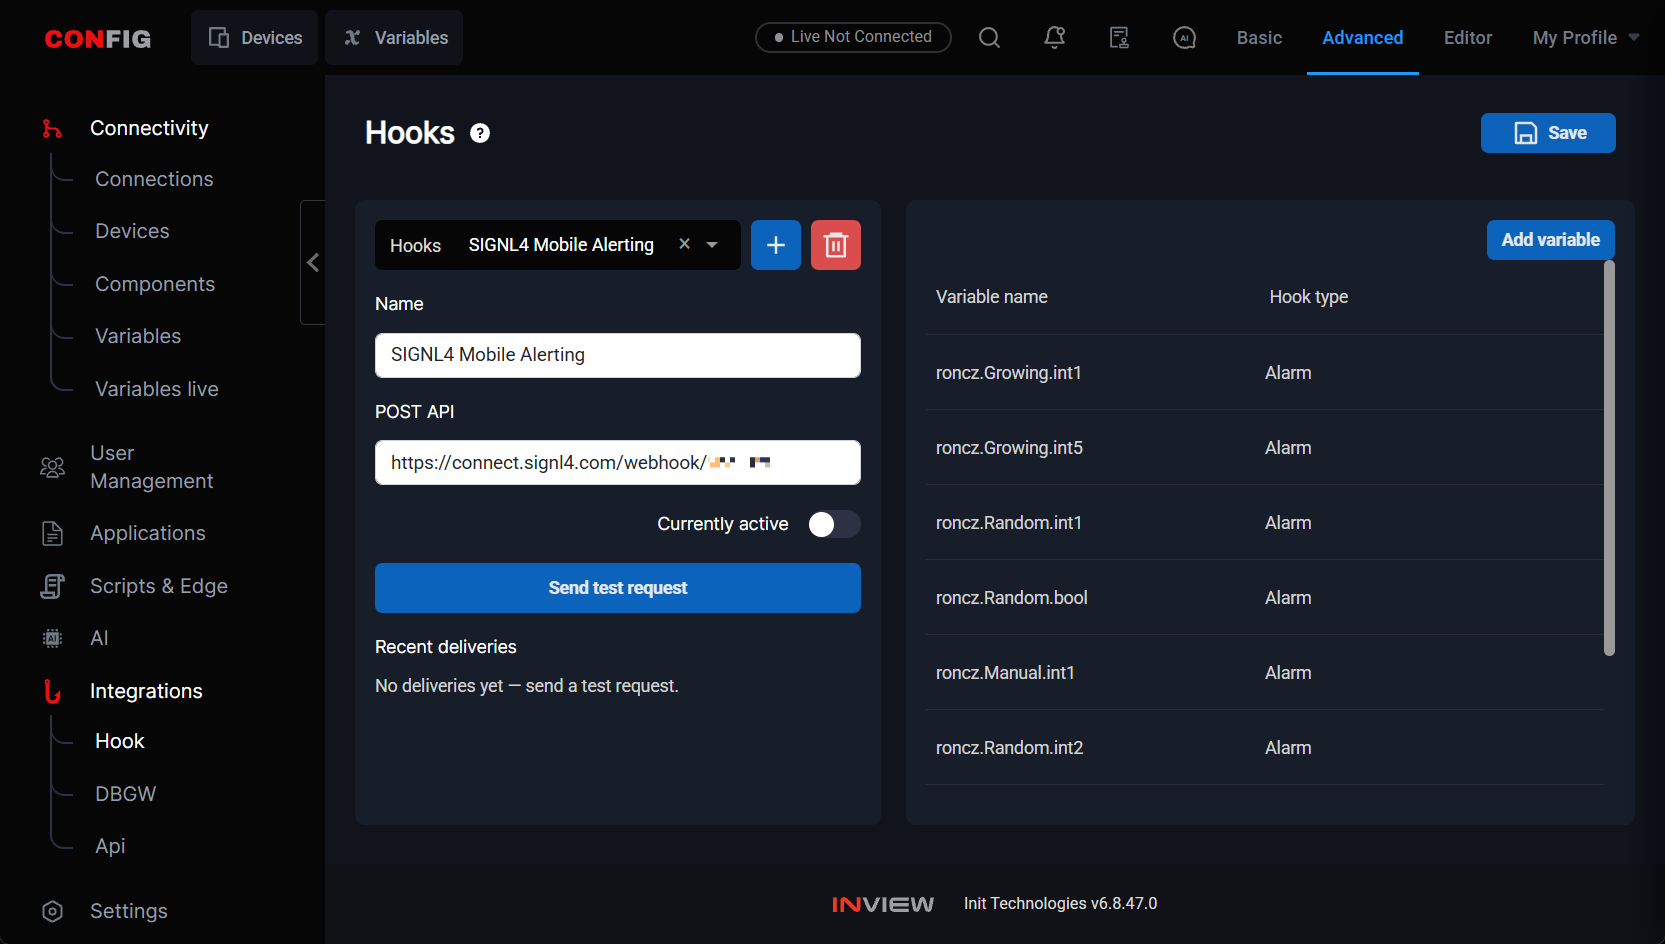 CONFIG
Devices
Variables
Live Not Connected
AI
Basic
Advanced
Editor
My Profile
Connectivity
Connections
Devices
Components
Variables
Variables live
User
Management
Applications
Scripts & Edge
AI
AI
Integrations
Hook
DBGW
Api
Settings
Hooks ?
Save
Hooks SIGNL4 Mobile Alerting ×
+
Name
SIGNL4 Mobile Alerting
POST API
https://connect.signl4.com/webhook/
Currently active
Send test request
Recent deliveries
No deliveries yet — send a test request.
Add variable
Variable name Hook type
roncz.Growing.int1 Alarm
roncz.Growing.int5 Alarm
roncz.Random.int1 Alarm
roncz.Random.bool Alarm
roncz.Manual.int1 Alarm
roncz.Random.int2 Alarm
INVIEW Init Technologies v6.8.47.0